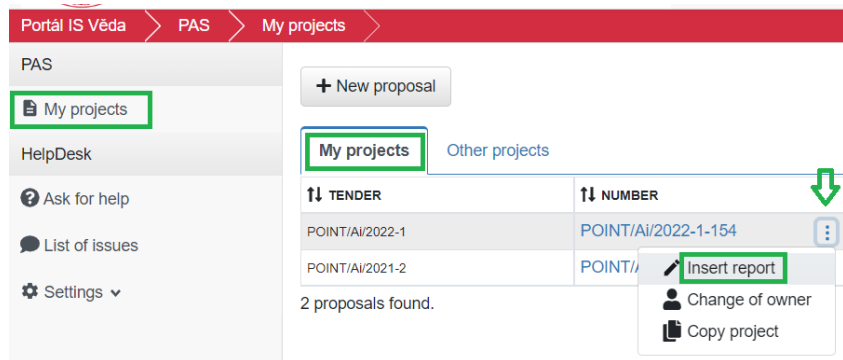 Portál IS Věda PAS My projects
PAS
My projects
HelpDesk
Ask for help
List of issues
Settings
New proposal
My projects Other projects
TENDER NUMBER
POINT/Ai/2022-1 POINT/Ai/2022-1-154
POINT/Ai/2021-2 POINT/
2 proposals found.
Insert report
Change of owner
Copy project